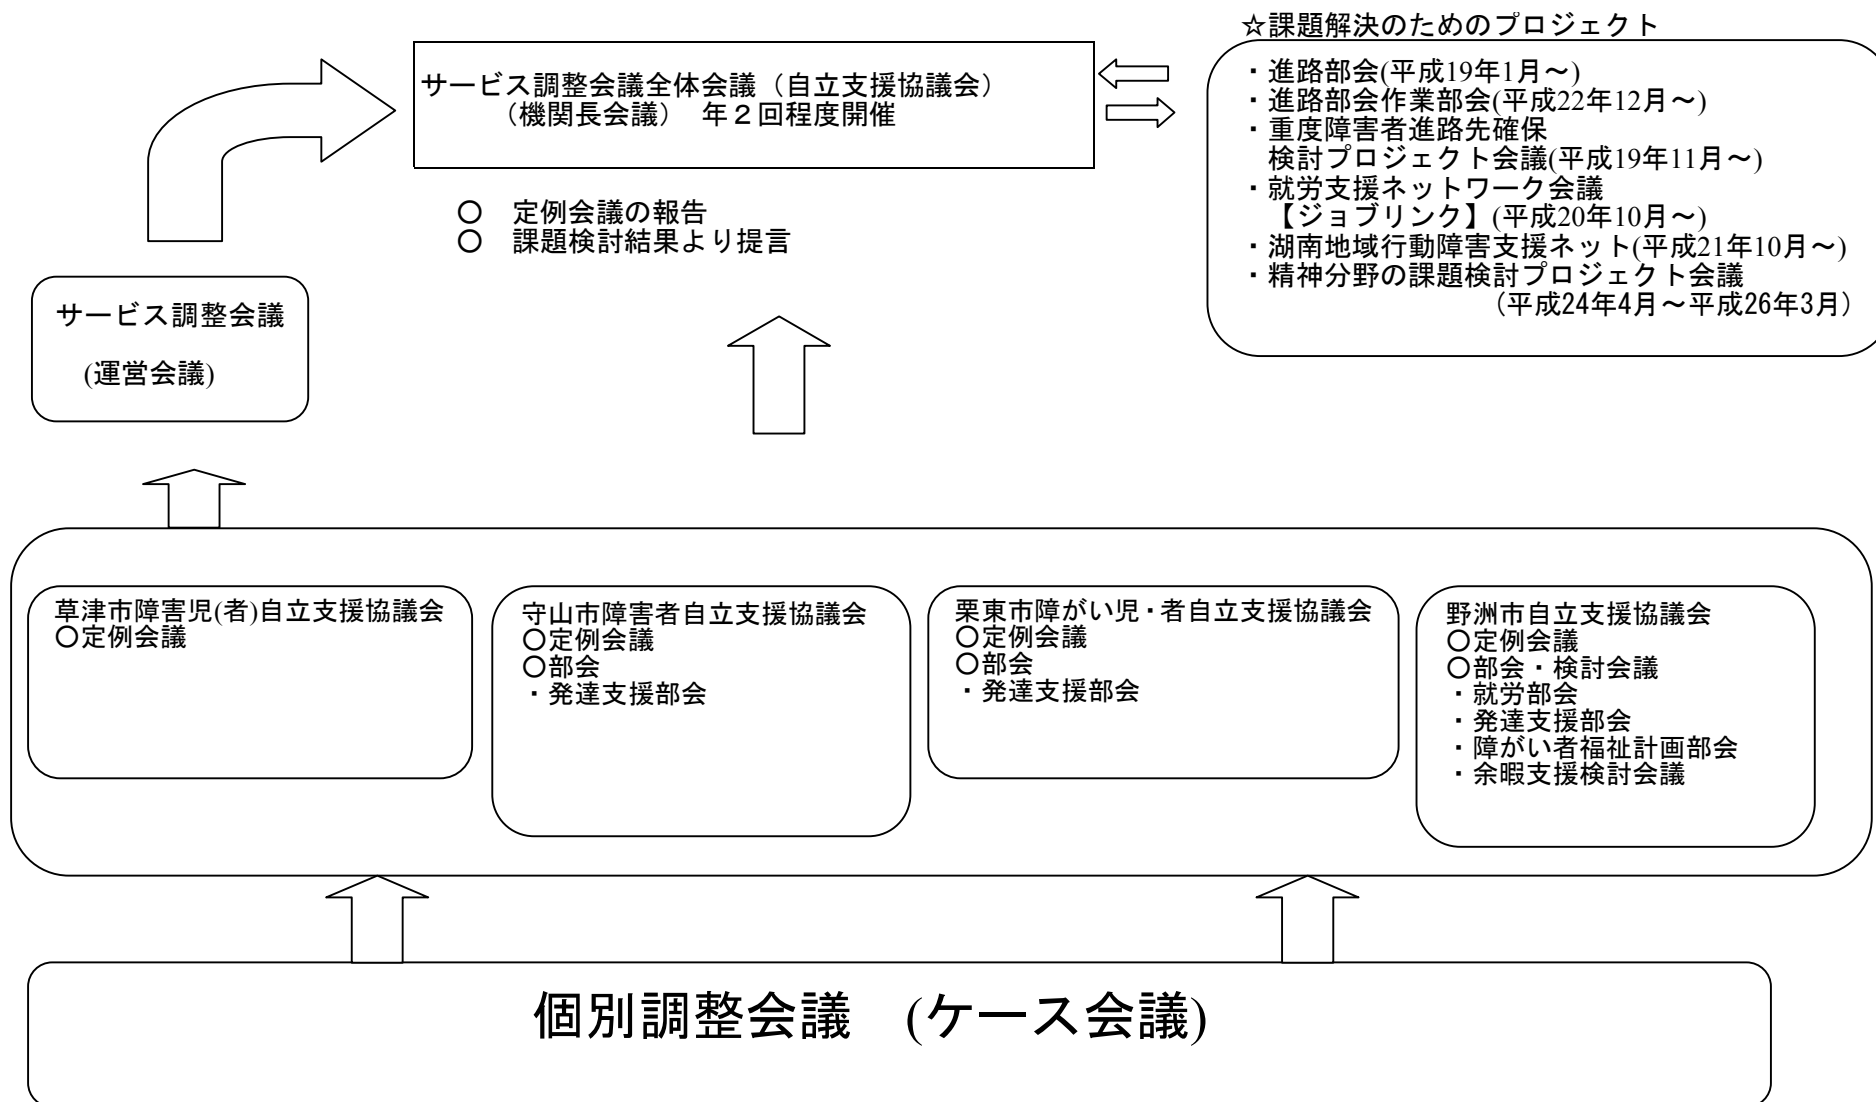 ☆課題解決のためのプロジェクト
サービス調整会議全体会議（自立支援協議会）
（機関長会議）　年２回程度開催
・進路部会(平成19年1月～)
・進路部会作業部会(平成22年12月～)
・重度障害者進路先確保
検討プロジェクト会議(平成19年11月～)
・就労支援ネットワーク会議
【ジョブリンク】(平成20年10月～)
・湖南地域行動障害支援ネット(平成21年10月～)
・精神分野の課題検討プロジェクト会議
（平成24年4月～平成26年3月）
○　定例会議の報告
○　課題検討結果より提言
サービス調整会議
(運営会議)
草津市障害児(者)自立支援協議会
○定例会議
守山市障害者自立支援協議会
○定例会議
○部会
・発達支援部会
栗東市障がい児・者自立支援協議会
○定例会議
○部会
・発達支援部会
野洲市自立支援協議会
○定例会議
○部会・検討会議
・就労部会
・発達支援部会
・障がい者福祉計画部会
・余暇支援検討会議
個別調整会議　(ケース会議)